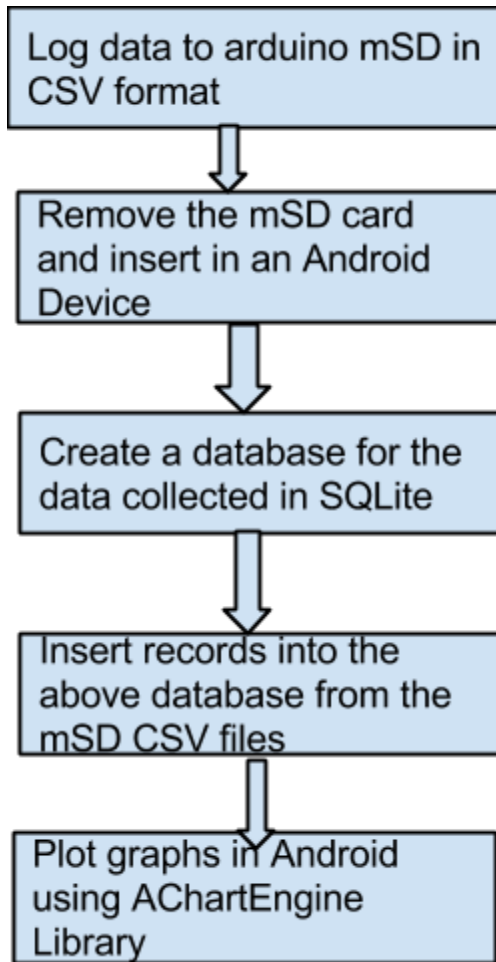 Log data to arduino mSD in
CSV format
Remove the mSD card
and insert in an Android
Device
Create a database for the
data collected in SQLite
Insert records into the
above database from the
mSD CSV files
Plot graphs in Android
using AChartEngine
Library